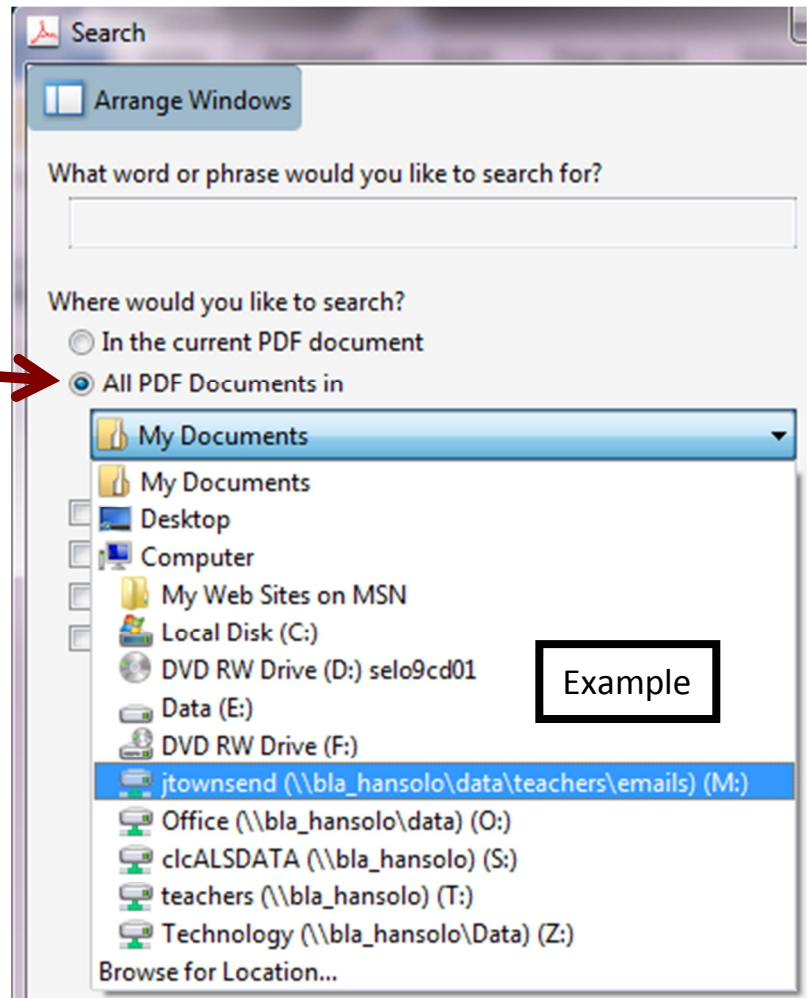 Search
Arrange Windows
What word or phrase would you like to search for?
Where would you like to search?
In the current PDF document
All PDF Documents in
My Documents
My Documents
Desktop
Computer
My Web Sites on MSN
Local Disk (C:)
DVD RW Drive (D:) selo9cd01
Example
Data (E:)
DVD RW Drive (F:)
jtownsend (\\bla_hansolo\data\teachers\emails) (M:)
Office (\\bla_hansolo\data) (O:)
clcALSDATA (\\bla_hansolo) (S:)
teachers (\\bla_hansolo) (T:)
Technology (\\bla_hansolo\Data) (Z:)
Browse for Location...